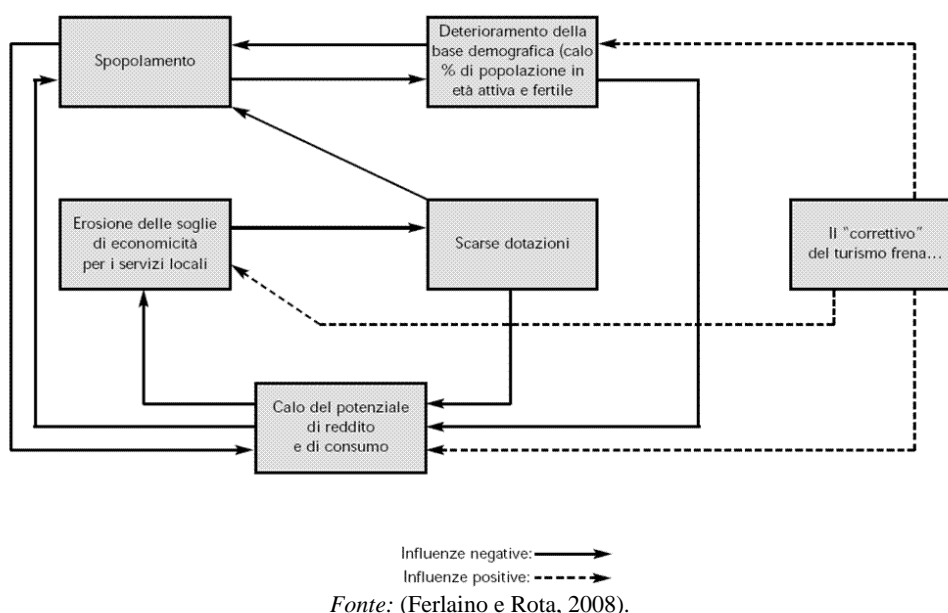 Spopolamento
Deterioramento della
base demografica (calo
% di popolazione in
età attiva e fertile
Erosione delle soglie
di economicità
per i servizi locali
Scarse dotazioni
Il "correttivo"
del turismo frena...
Calo del potenziale
di reddito
e di consumo
Influenze negative:
Influenze positive:
Fonte: (Ferlaino e Rota, 2008).